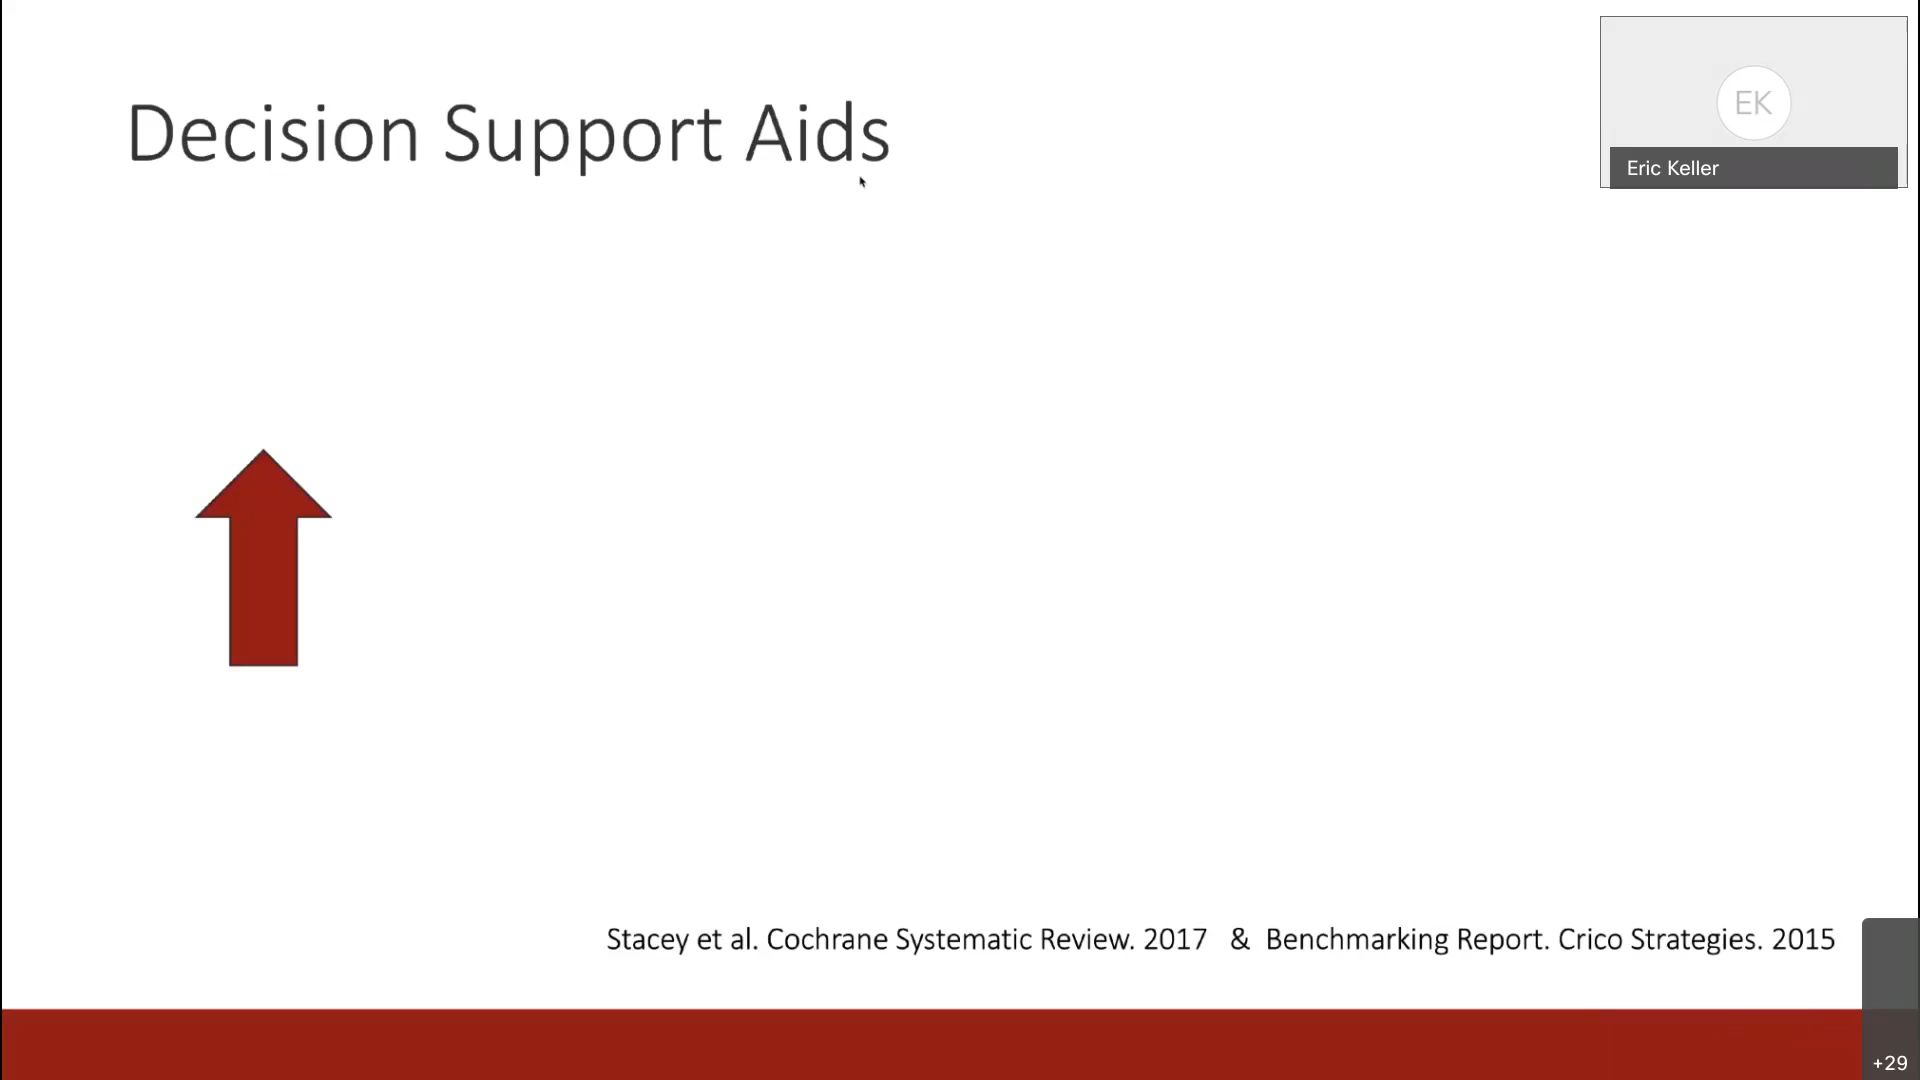 Decision Support Aids
EK
Eric Keller
Stacey et al. Cochrane Systematic Review. 2017 & Benchmarking Report. Crico Strategies. 2015
+29